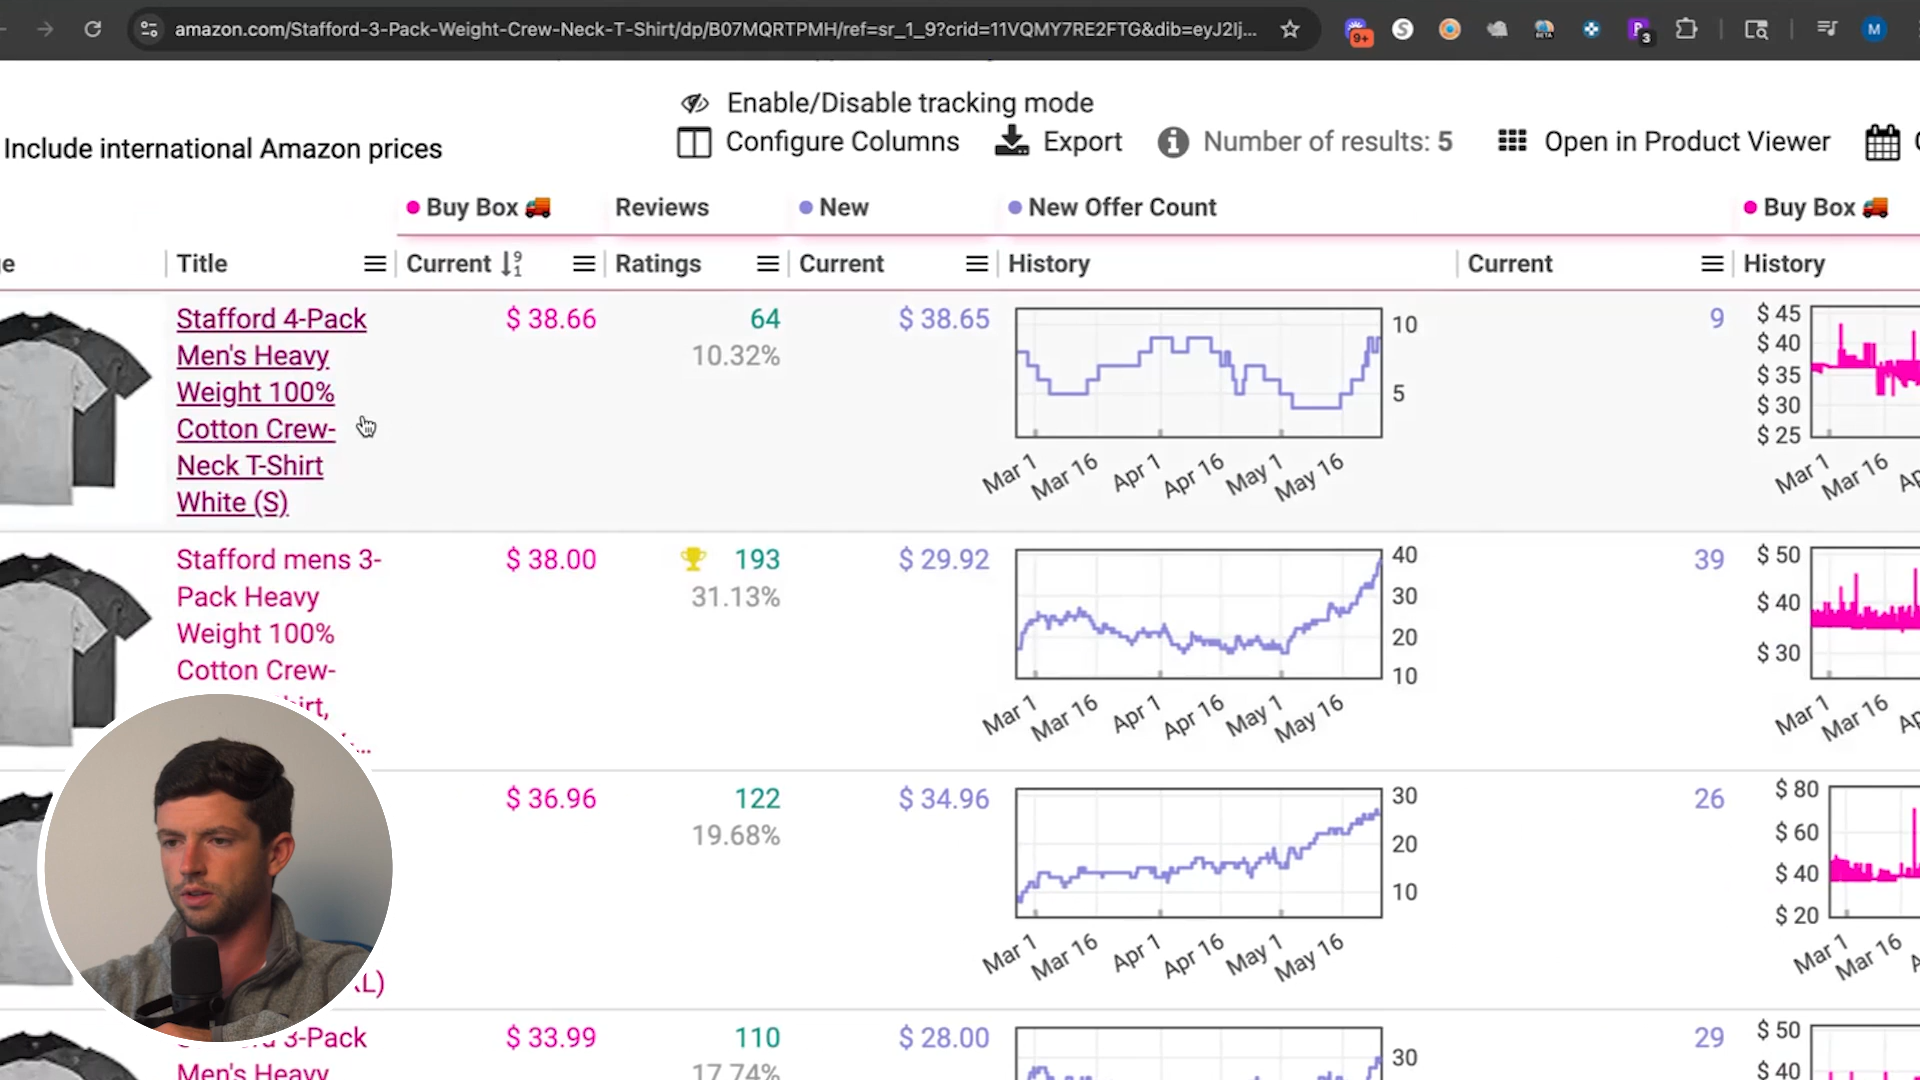 amazon.com/Stafford-3-Pack-Weight-Crew-Neck-T-Shirt/dp/B07MQRTPMH/ref=sr_1_9?crid=11VQMY7RE2FTG&dib=eyJ2Ij...
9+
BETA
3
M
Enable/Disable tracking mode
Include international Amazon prices
Configure Columns
Export
Number of results: 5
Open in Product Viewer
Buy Box
Reviews
New
New Offer Count
Buy Box
Title
Current
Ratings
Current
History
Current
History
Stafford 4-Pack
Men's Heavy
Weight 100%
Cotton Crew-
Neck T-Shirt
White (S)
$ 38.66
64
10.32%
$ 38.65
10
5
Mar 1
Mar 16
Apr 1
Apr 16
May 1
May 16
9
$ 45
$ 40
$ 35
$ 30
$ 25
Mar 1
Mar 16
Stafford mens 3-
Pack Heavy
Weight 100%
Cotton Crew-
$ 38.00
193
31.13%
$ 29.92
40
30
20
10
Mar 1
Mar 16
Apr 1
Apr 16
May 1
May 16
39
$ 50
$ 40
$ 30
Mar 1
Mar 16
$ 36.96
122
19.68%
$ 34.96
30
20
10
Mar 1
Mar 16
Apr 1
Apr 16
May 1
May 16
26
$ 80
$ 60
$ 40
$ 20
Mar 1
Mar 16
3-Pack
Men's Heavy
$ 33.99
110
17.74%
$ 28.00
30
29
$ 50
$ 40